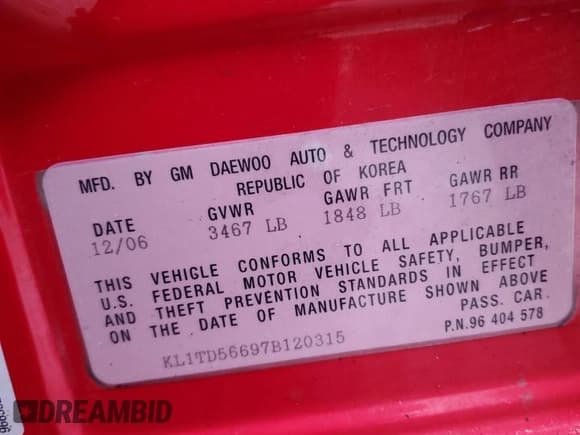 MFD. BY GM DAEWOO AUTO & TECHNOLOGY COMPANY
REPUBLIC OF KOREA
DATE GVWR GAWR FRT GAWR RR
12/06 3467 LB 1848 LB 1767 LB
THIS VEHICLE CONFORMS TO ALL APPLICABLE
U.S. FEDERAL MOTOR VEHICLE SAFETY, BUMPER,
AND THEFT PREVENTION STANDARDS IN EFFECT
ON THE DATE OF MANUFACTURE SHOWN ABOVE
PASS. CAR.
KL1TD56697B120315 P.N.96 404 578
DREAMBID